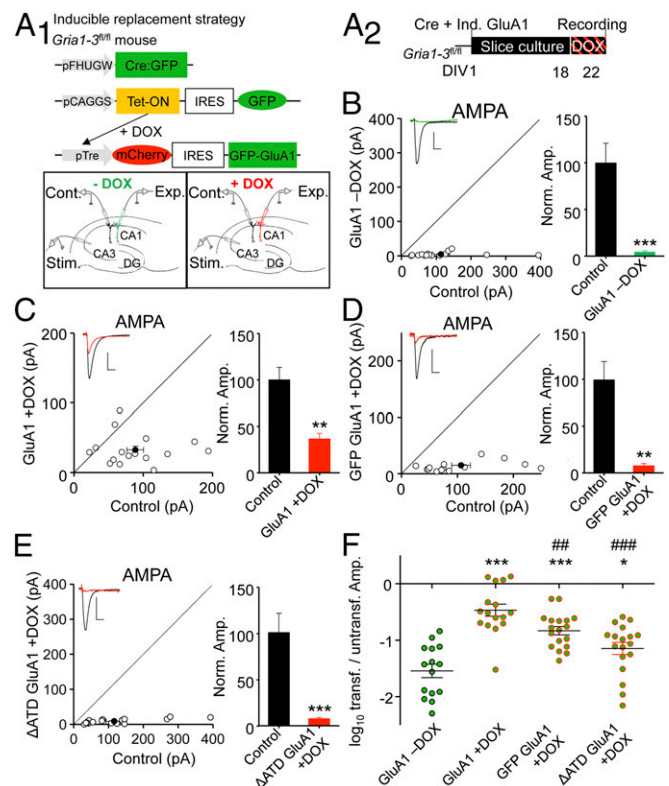 A1 Inducible replacement strategy
Gria1-3fl/fl mouse
pFHUGW Cre:GFP
pCAGGS Tet-ON IRES GFP
+ DOX
pTre mCherry IRES GFP-GluA1
Cont. - DOX Exp.
CA1
CA3
Stim. DG
Cont. + DOX Exp.
CA1
CA3
Stim. DG
A2 Cre + Ind. GluA1 Recording
Gria1-3fl/fl Slice culture DOX
DIV1 18 22
B AMPA
GluA1 –DOX (pA)
400
300
200
100
0
0 100 200 300 400
Control (pA)
Norm. Amp.
150
100
50
0
***
Control
GluA1 –DOX
C AMPA
GluA1 +DOX (pA)
200
100
0
0 100 200
Control (pA)
Norm. Amp.
150
100
50
0
**
Control
GluA1 +DOX
D AMPA
GFP GluA1 +DOX (pA)
200
100
0
0 100 200
Control (pA)
Norm. Amp.
150
100
50
0
**
Control
GFP GluA1
+DOX
E AMPA
ΔATD GluA1 +DOX (pA)
400
300
200
100
0
0 100 200 300 400
Control (pA)
Norm. Amp.
150
100
50
0
***
Control
ΔATD GluA1
+DOX
F
log10 transf. / untransf. Amp.
## ###
*** *** *
0
-1
-2
GluA1 –DOX
GluA1 +DOX
GFP GluA1
+DOX
ΔATD GluA1
+DOX